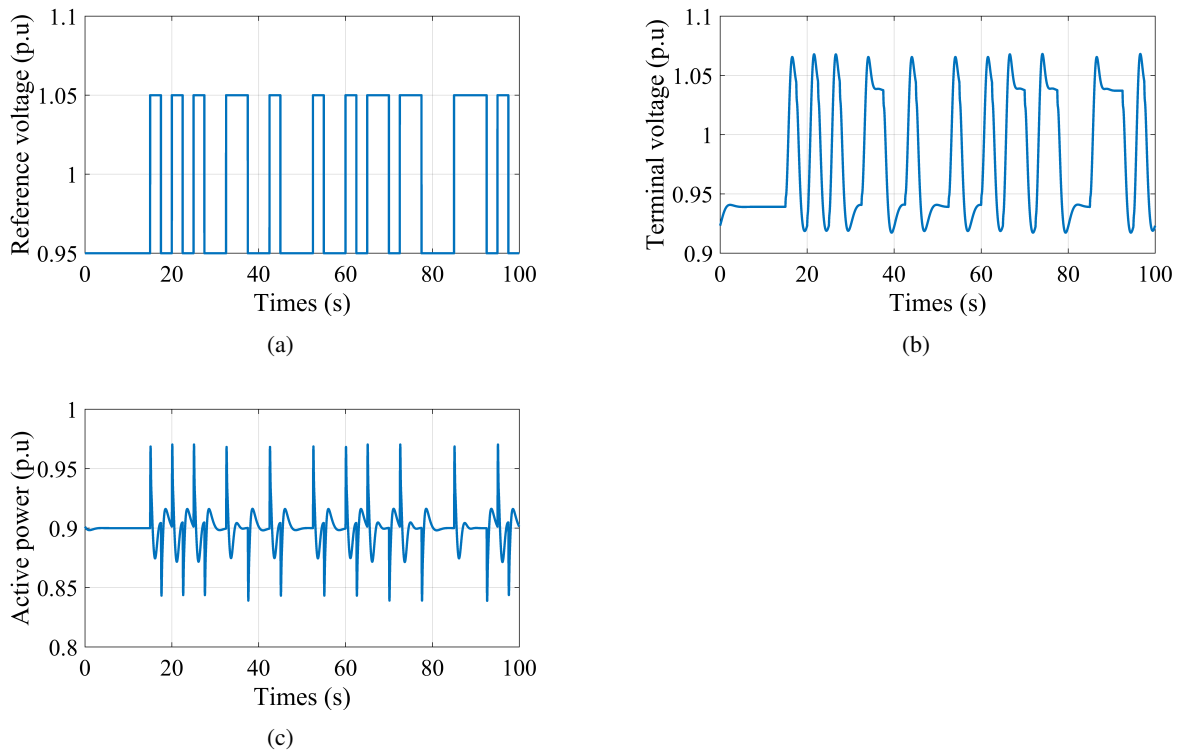 Reference voltage (p.u)
1.1
1.05
1
0.95
0 20 40 60 80 100
Times (s)
(a)
Terminal voltage (p.u)
1.1
1.05
1
0.95
0.9
0 20 40 60 80 100
Times (s)
(b)
Active power (p.u)
1
0.95
0.9
0.85
0.8
0 20 40 60 80 100
Times (s)
(c)